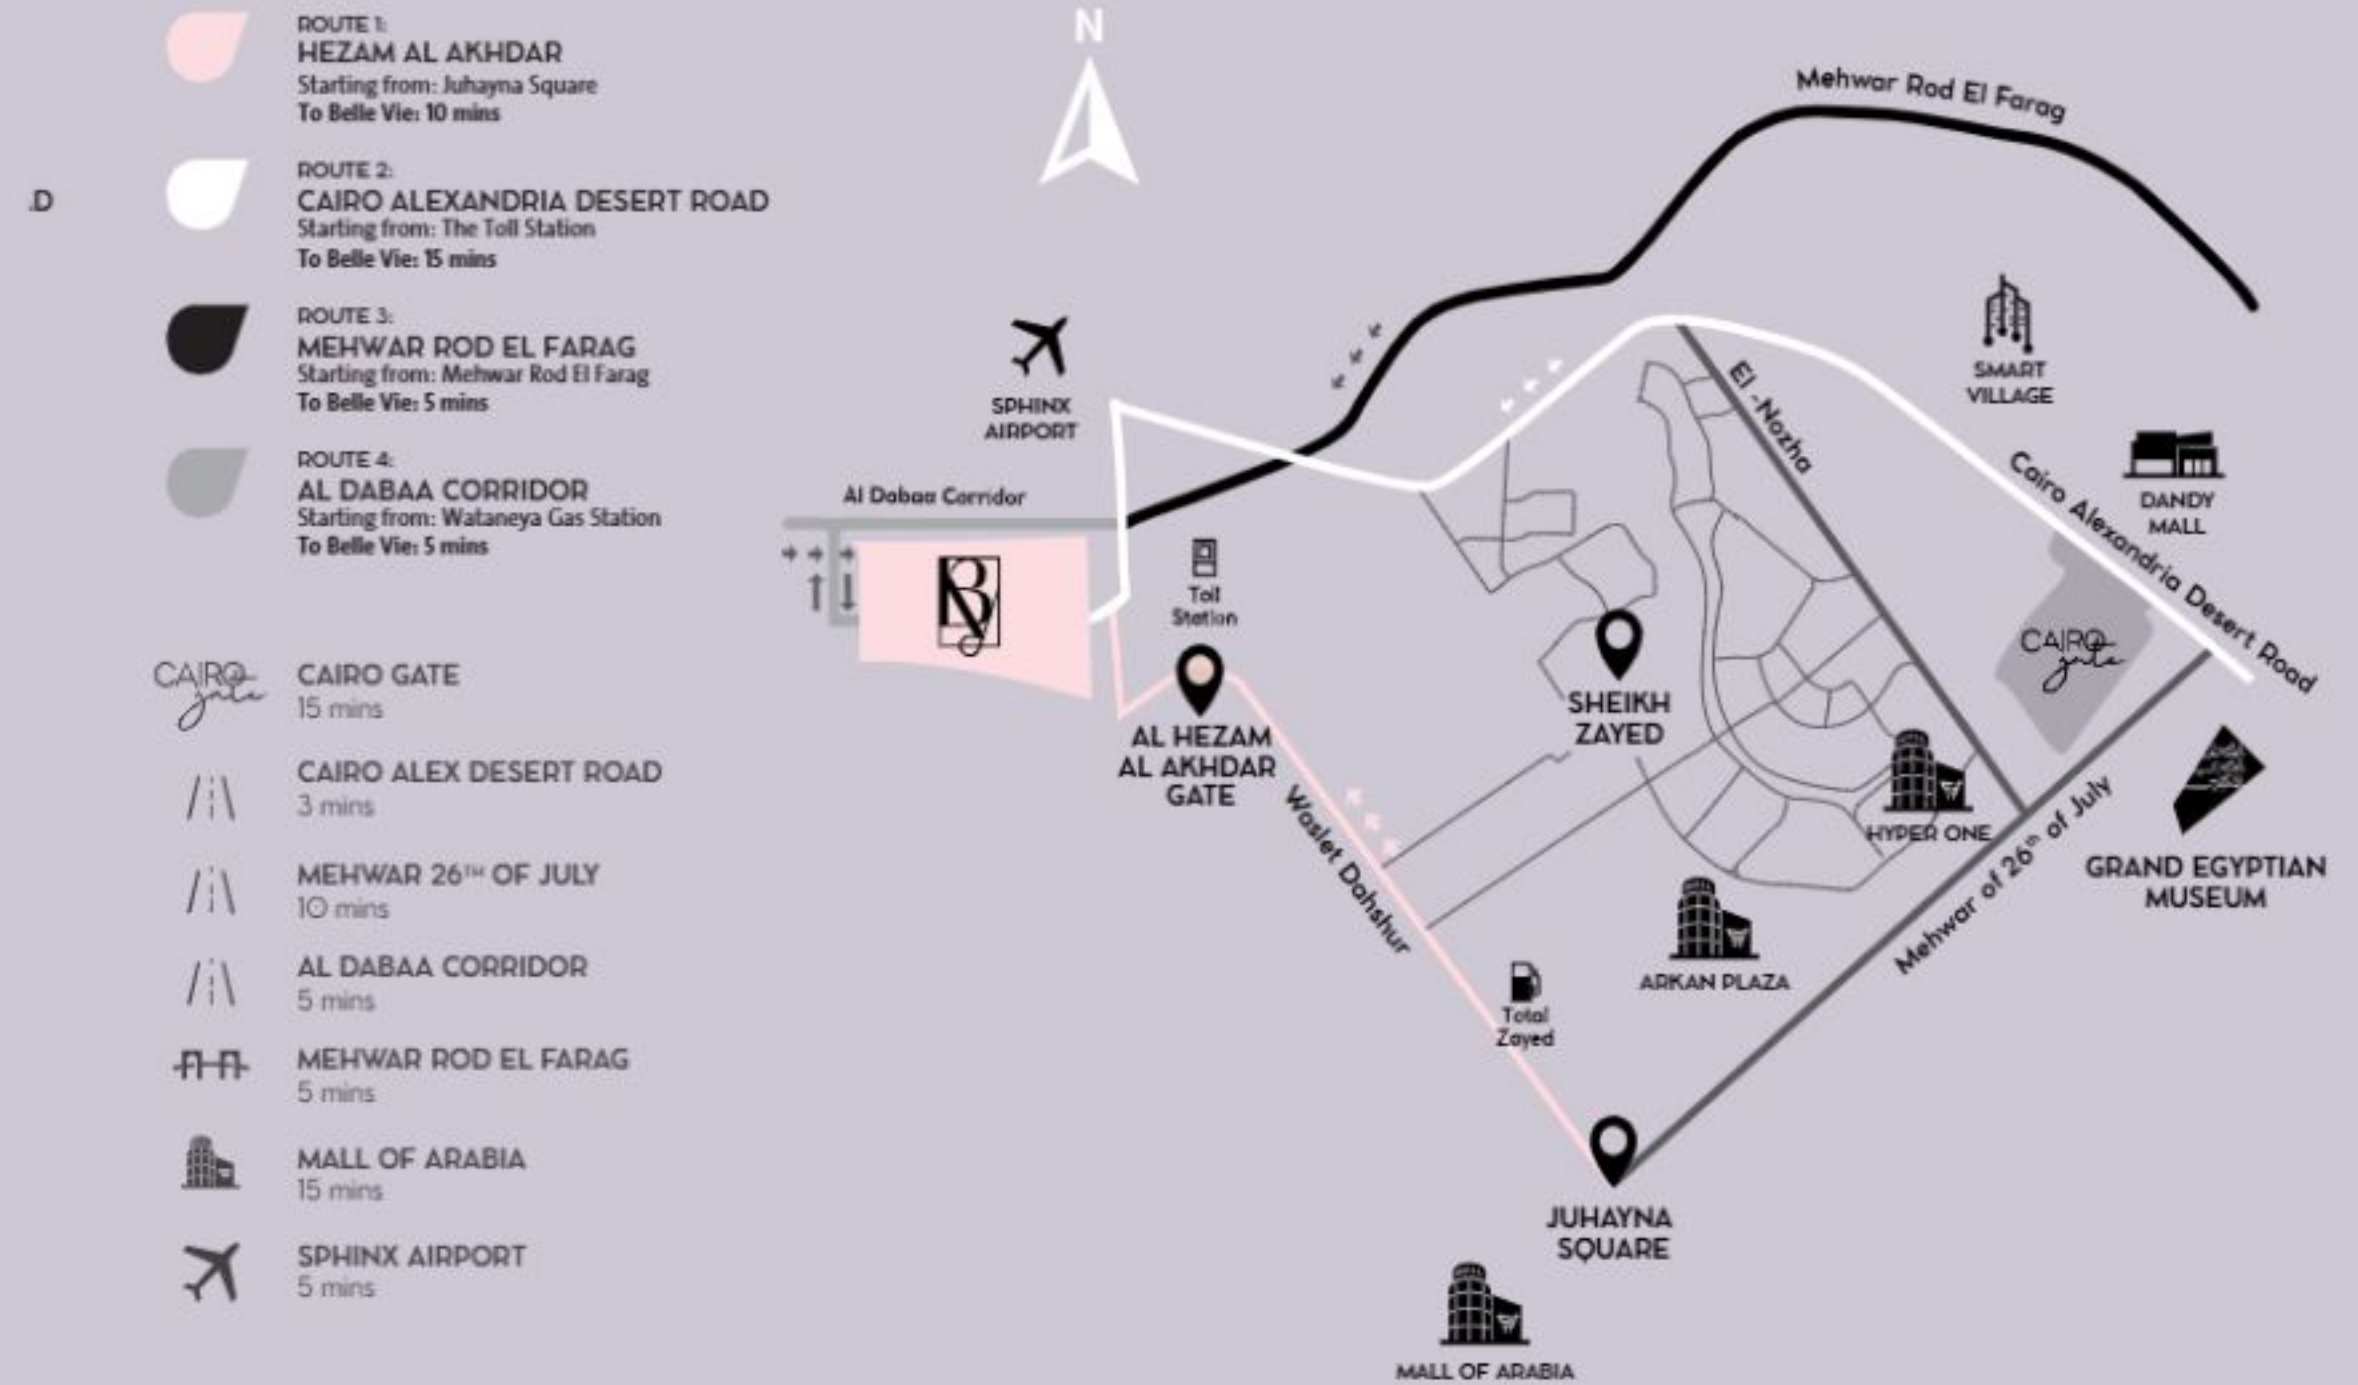 .D
ROUTE 1:
HEZAM AL AKHDAR
Starting from: Juhayna Square
To Belle Vie: 10 mins
ROUTE 2:
CAIRO ALEXANDRIA DESERT ROAD
Starting from: The Toll Station
To Belle Vie: 15 mins
ROUTE 3:
MEHWAR ROD EL FARAG
Starting from: Mehwar Rod El Farag
To Belle Vie: 5 mins
ROUTE 4:
AL DABAA CORRIDOR
Starting from: Wataneya Gas Station
To Belle Vie: 5 mins
CAIRO
gate
CAIRO GATE
15 mins
CAIRO ALEX DESERT ROAD
3 mins
MEHWAR 26TH OF JULY
10 mins
AL DABAA CORRIDOR
5 mins
MEHWAR ROD EL FARAG
5 mins
MALL OF ARABIA
15 mins
SPHINX AIRPORT
5 mins
N
Mehwar Rod El Farag
SPHINX
AIRPORT
SMART
VILLAGE
El -Nozha
DANDY
MALL
Cairo Alexandria Desert Road
Al Dabaa Corridor
Toll
Station
CAIRO
gate
SHEIKH
ZAYED
AL HEZAM
AL AKHDAR
GATE
Waslet Dahshur
HYPER ONE
Mehwar of 26th of July
GRAND EGYPTIAN
MUSEUM
ARKAN PLAZA
Total
Zayed
JUHAYNA
SQUARE
MALL OF ARABIA